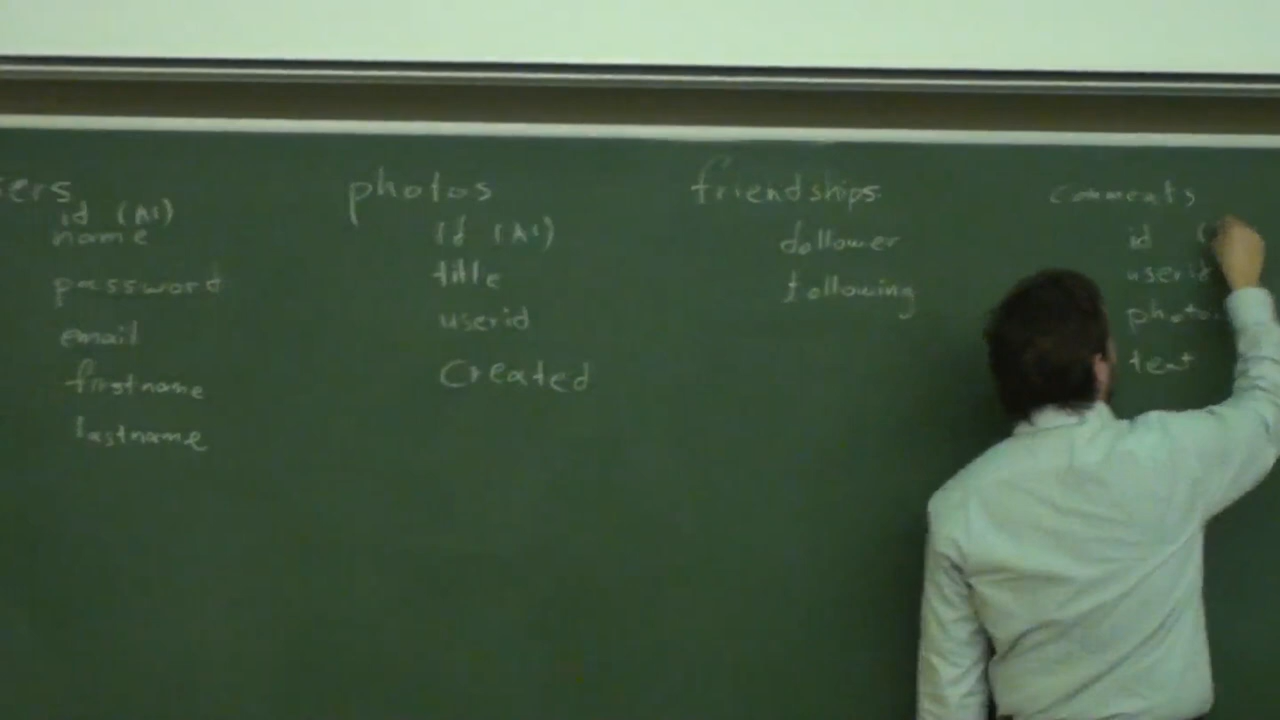 sers
id (AI)
name
password
email
firstname
lastname
photos
id (AI)
title
userid
Created
friendships
follower
following
comments
id (
userid
photo
text